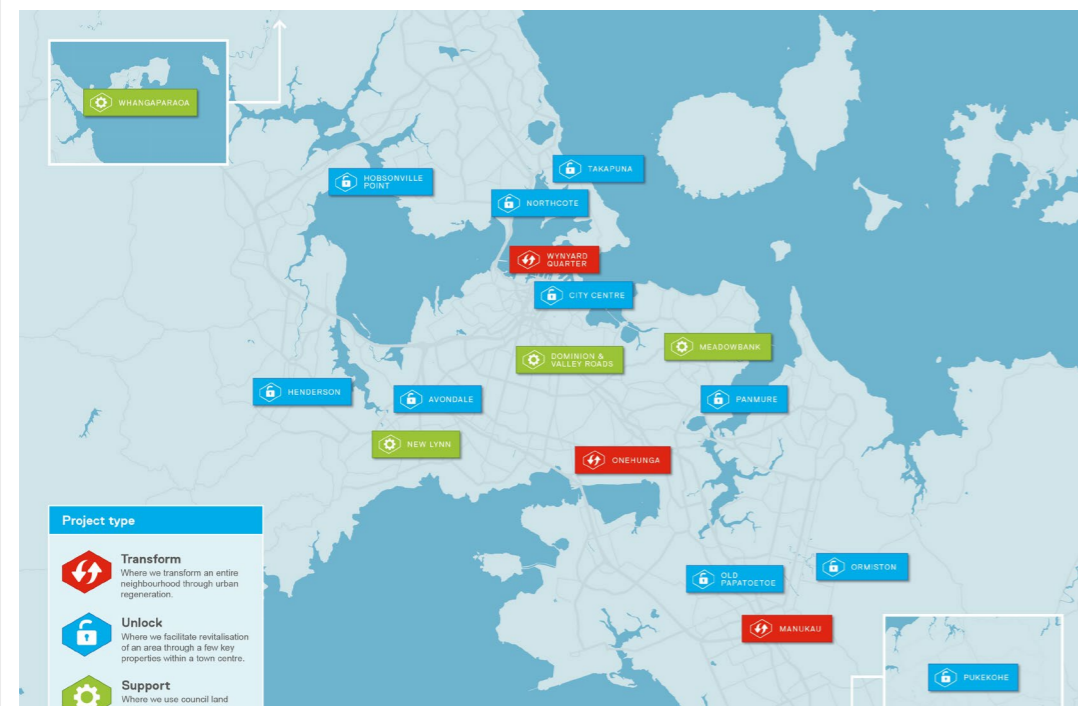 WHANGAPARAOA
TAKAPUNA
HOBSONVILLE
POINT
NORTHCOTE
WYNYARD
QUARTER
CITY CENTRE
MEADOWBANK
DOMINION &
VALLEY ROADS
HENDERSON
AVONDALE
PANMURE
NEW LYNN
ONEHUNGA
Project type
Transform
Where we transform an entire
neighbourhood through urban
regeneration.
Unlock
Where we facilitate revitalisation
of an area through a few key
properties within a town centre.
Support
Where we use council land
ORMISTON
OLD
PAPATOETOE
MANUKAU
PUKEKOHE